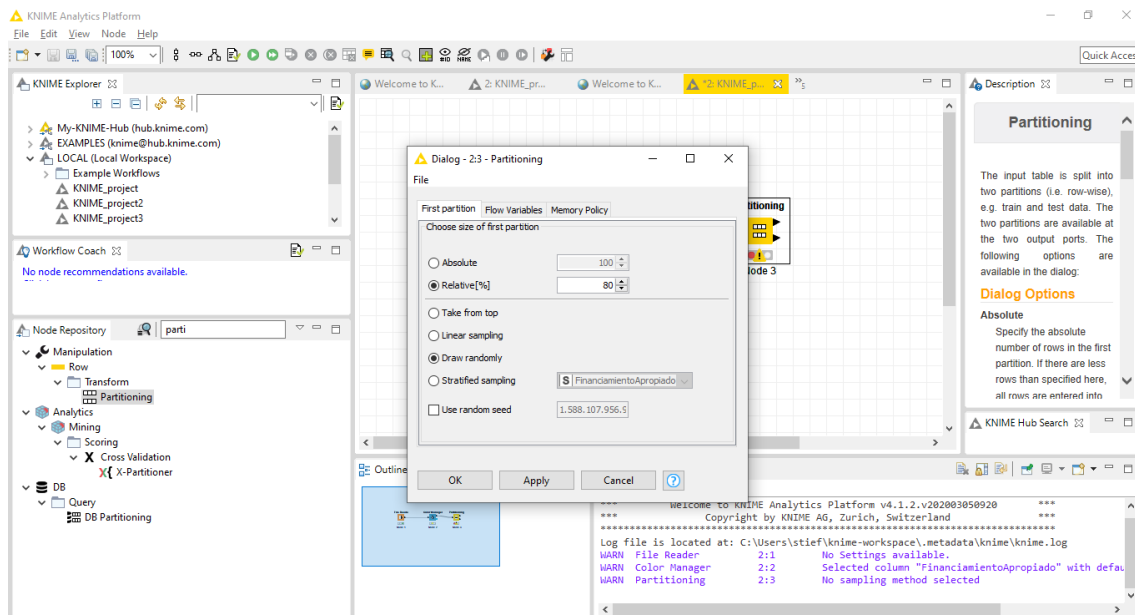 KNIME Analytics Platform
File Edit View Node Help
100%
Quick Acces
KNIME Explorer
My-KNIME-Hub (hub.knime.com)
EXAMPLES (knime@hub.knime.com)
LOCAL (Local Workspace)
Example Workflows
KNIME_project
KNIME_project2
KNIME_project3
Workflow Coach
No node recommendations available.
Node Repository
parti
Manipulation
Row
Transform
Partitioning
Analytics
Mining
Scoring
Cross Validation
X-Partitioner
DB
Query
DB Partitioning
Welcome to K...
2: KNIME_pr...
Welcome to K...
*2: KNIME_p...
5
titioning
ode 3
Dialog - 2:3 - Partitioning
File
First partition Flow Variables Memory Policy
Choose size of first partition
Absolute 100
Relative[%] 80
Take from top
Linear sampling
Draw randomly
Stratified sampling S FinanciamientoApropiado
Use random seed 1.588.107.956.9
OK Apply Cancel ?
Outline
Description
Partitioning
The input table is split into
two partitions (i.e. row-wise),
e.g. train and test data. The
two partitions are available at
the two output ports. The
following options are
available in the dialog:
Dialog Options
Absolute
Specify the absolute
number of rows in the first
partition. If there are less
rows than specified here,
all rows are entered into
KNIME Hub Search
*** Welcome to KNIME Analytics Platform v4.1.2.v202003050920 ***
*** Copyright by KNIME AG, Zurich, Switzerland ***
Log file is located at: C:\Users\stief\knime-workspace\.metadata\knime\knime.log
WARN File Reader 2:1 No Settings available.
WARN Color Manager 2:2 Selected column "FinanciamientoApropiado" with defau
WARN Partitioning 2:3 No sampling method selected